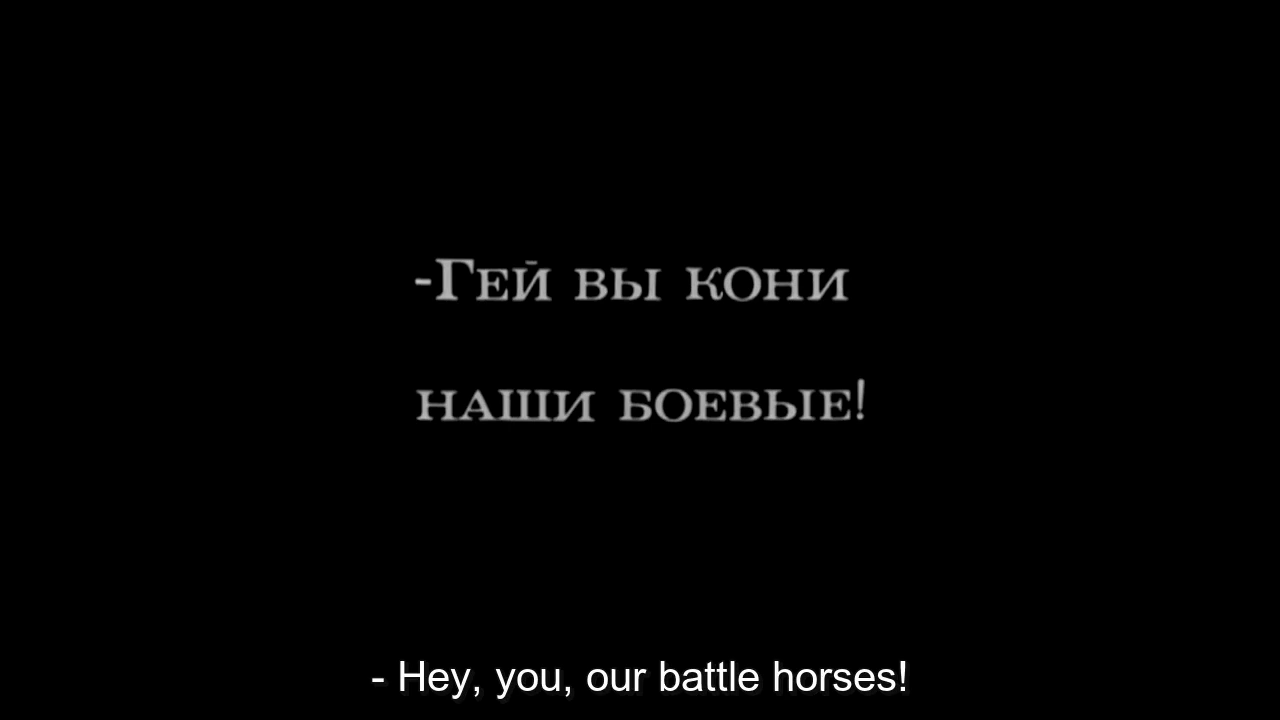 -Гей вы кони
наши боевые!
- Hey, you, our battle horses!